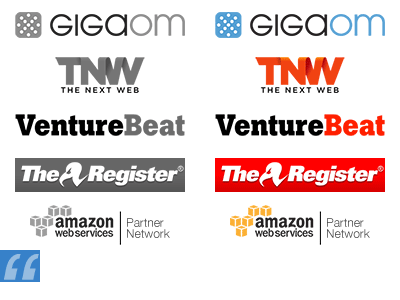 GIGAOM GIGAOM
TNW TNW
THE NEXT WEB THE NEXT WEB
VentureBeat VentureBeat
The Register® The Register®
amazon webservices Partner Network amazon webservices Partner Network
“